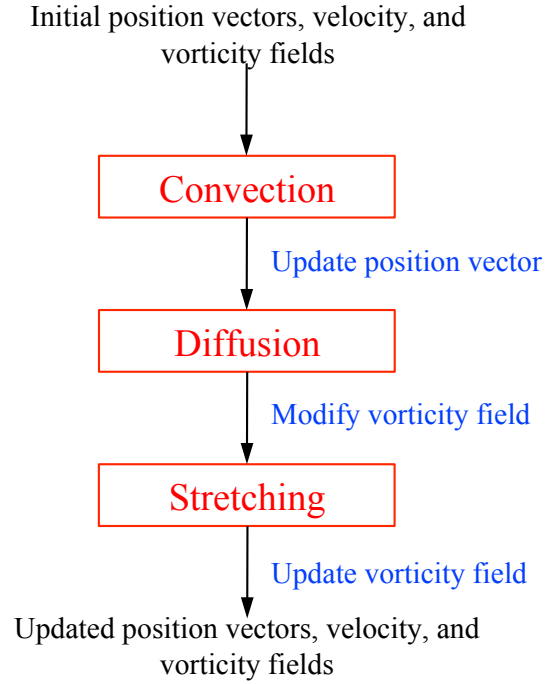 Initial position vectors, velocity, and
vorticity fields
Convection
Update position vector
Diffusion
Modify vorticity field
Stretching
Update vorticity field
Updated position vectors, velocity, and
vorticity fields